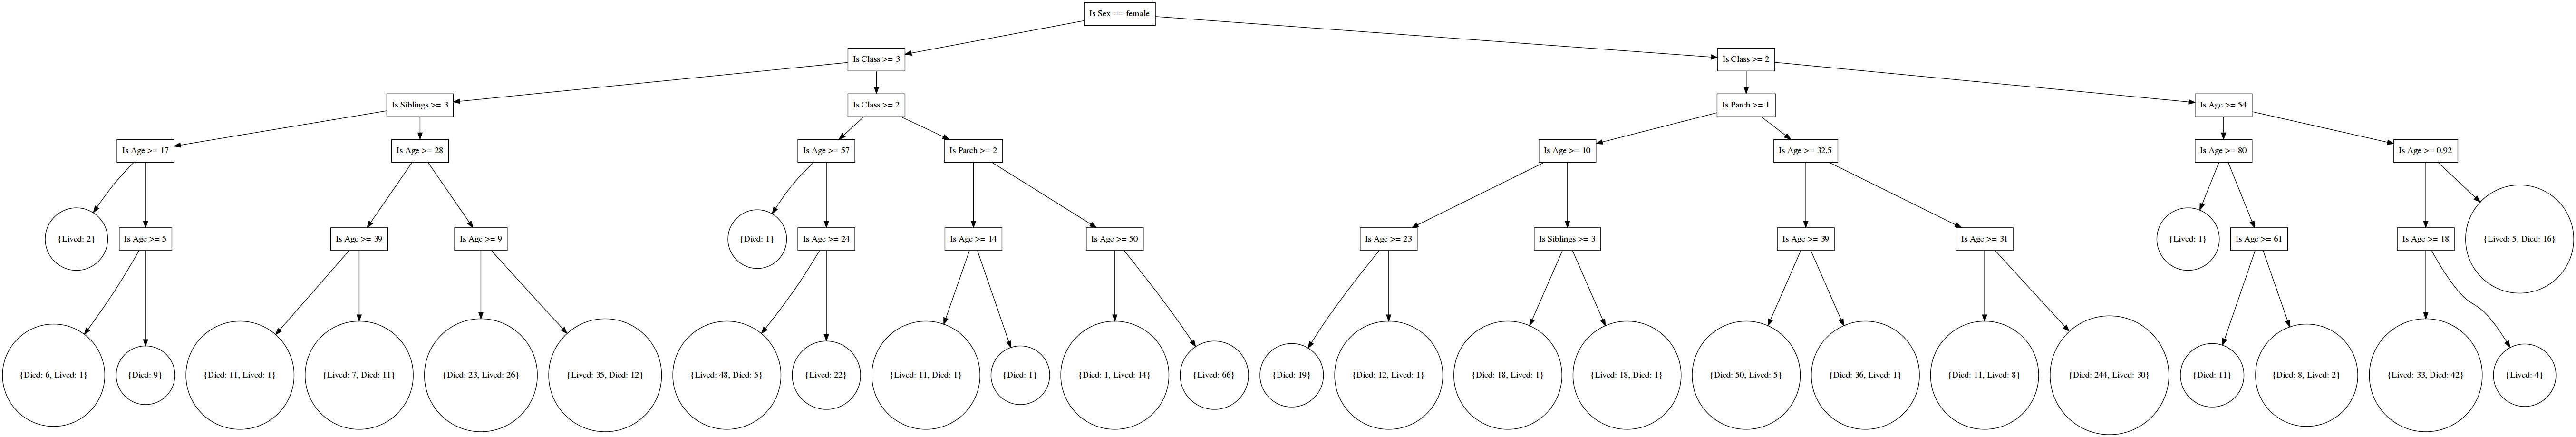 Is Sex == female
Is Class >= 3
Is Class >= 2
Is Siblings >= 3
Is Class >= 2
Is Parch >= 1
Is Age >= 54
Is Age >= 17
Is Age >= 28
Is Age >= 57
Is Parch >= 2
Is Age >= 10
Is Age >= 32.5
Is Age >= 80
Is Age >= 0.92
{Lived: 2}
Is Age >= 5
Is Age >= 39
Is Age >= 9
{Died: 1}
Is Age >= 24
Is Age >= 14
Is Age >= 50
Is Age >= 23
Is Siblings >= 3
Is Age >= 39
Is Age >= 31
{Lived: 1}
Is Age >= 61
Is Age >= 18
{Lived: 5, Died: 16}
{Died: 6, Lived: 1}
{Died: 9}
{Died: 11, Lived: 1}
{Lived: 7, Died: 11}
{Died: 23, Lived: 26}
{Lived: 35, Died: 12}
{Lived: 48, Died: 5}
{Lived: 22}
{Lived: 11, Died: 1}
{Died: 1}
{Died: 1, Lived: 14}
{Lived: 66}
{Died: 19}
{Died: 12, Lived: 1}
{Died: 18, Lived: 1}
{Lived: 18, Died: 1}
{Died: 50, Lived: 5}
{Died: 36, Lived: 1}
{Died: 11, Lived: 8}
{Died: 244, Lived: 30}
{Died: 11}
{Died: 8, Lived: 2}
{Lived: 33, Died: 42}
{Lived: 4}